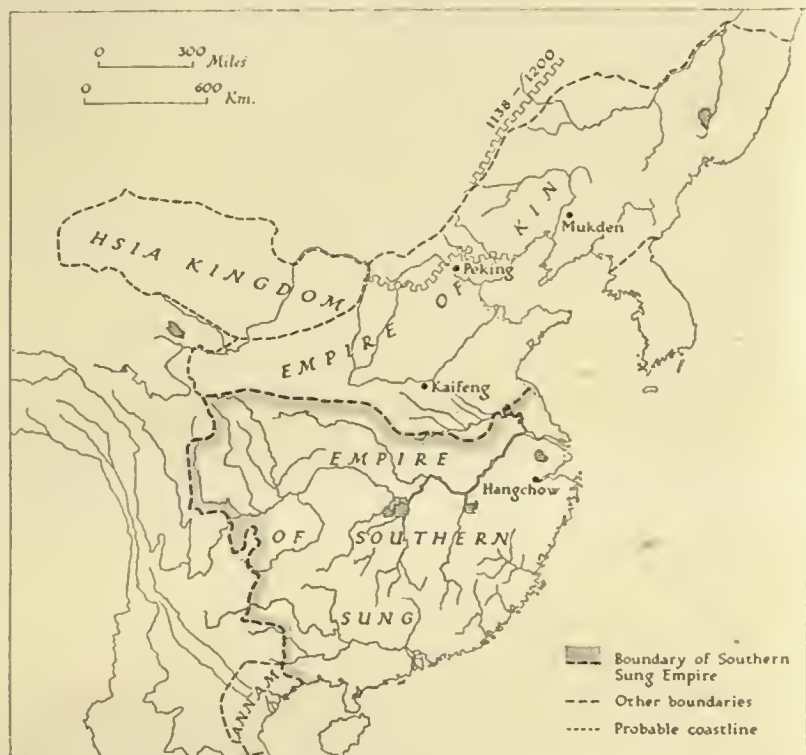 0 300 Miles
0 600 Km.
1138 - 1200
KIN
Mukden
HSIA KINGDOM
Peking
EMPIRE OF
Kaifeng
EMPIRE
Hangchow
OF SOUTHERN
SUNG
ANNAM
Boundary of Southern
Sung Empire
Other boundaries
Probable coastline